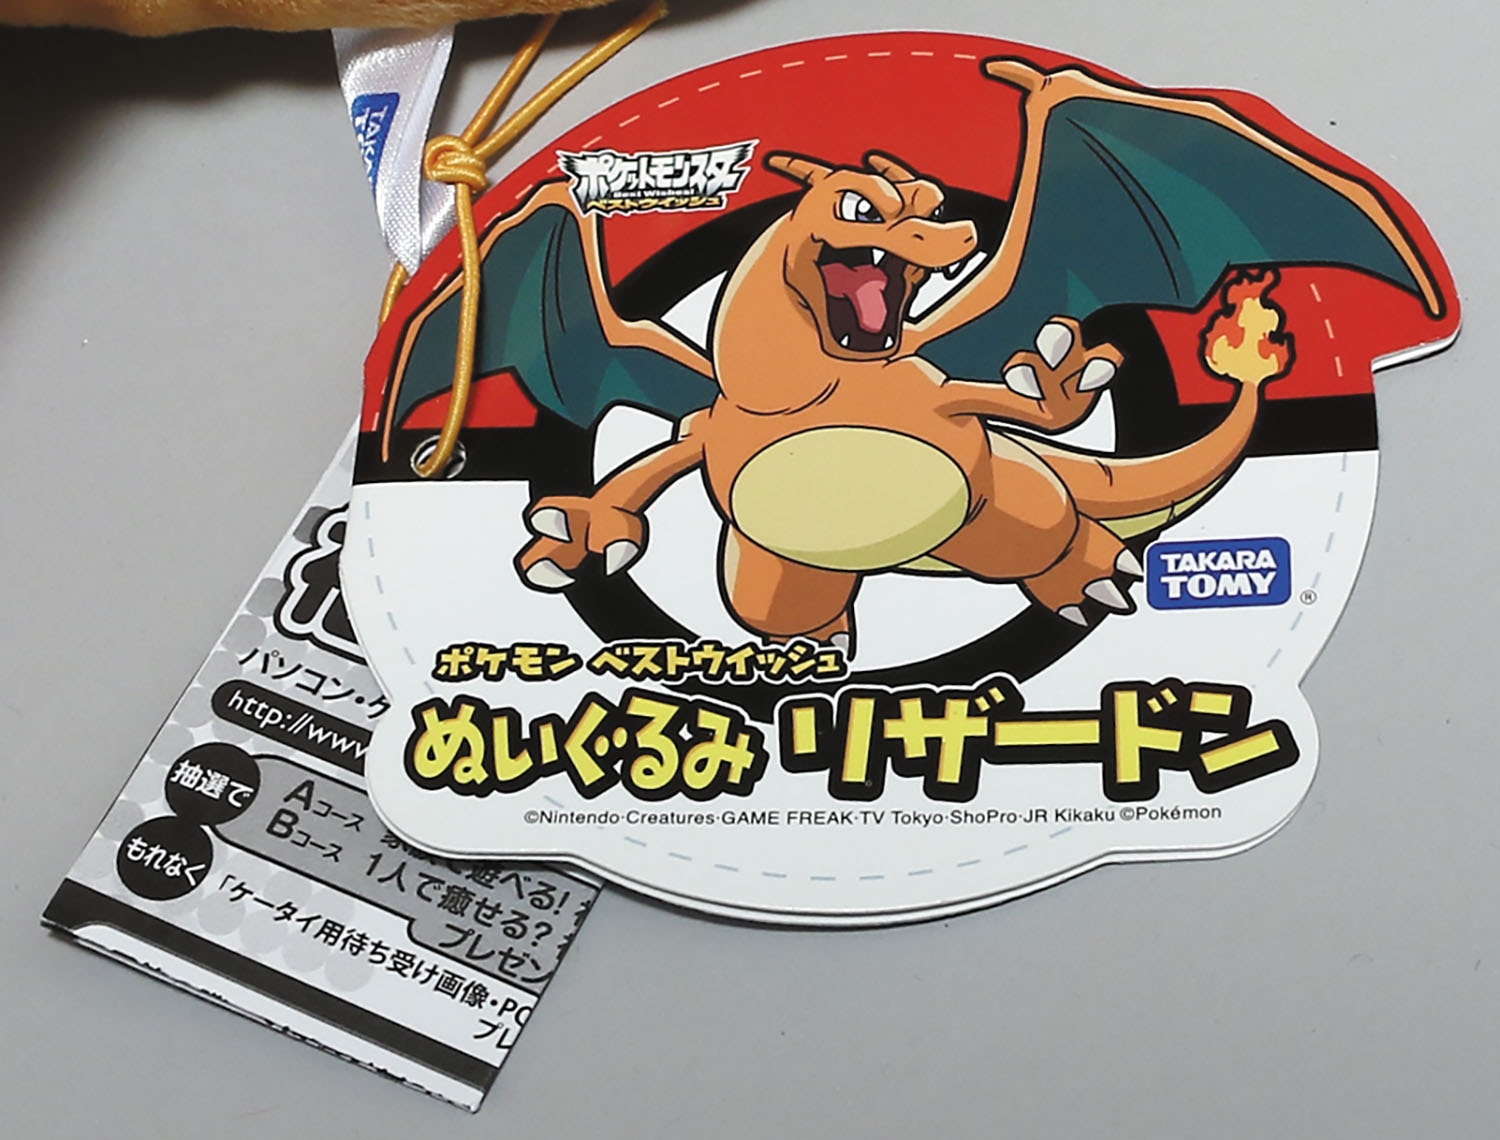 ポケットモンスター
Best Wishes!
ベストウイッシュ
TAKARA
TOMY
®
ポケモン ベストウイッシュ
ぬいぐるみ リザードン
©Nintendo·Creatures·GAME FREAK·TV Tokyo·ShoPro·JR Kikaku ©Pokémon
TAKA
パソコン・ケ
http://www
抽選で
Aコース
Bコース
遊べる!
1人で癒せる?
プレゼン
もれなく
「ケータイ用待ち受け画像・PC
プレ